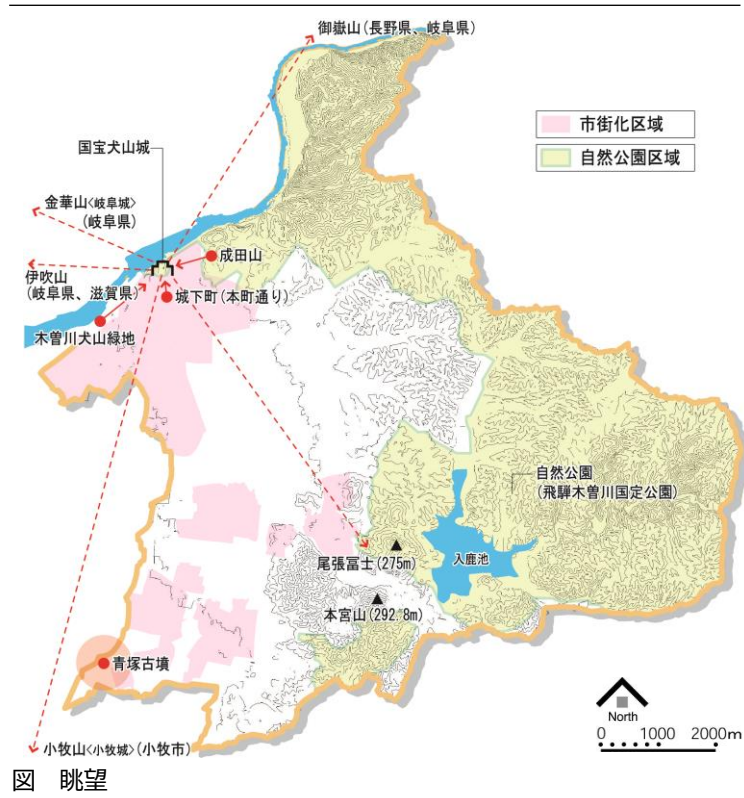 御嶽山(長野県、岐阜県)
市街化区域
自然公園区域
国宝犬山城
金華山<岐阜城>
(岐阜県)
成田山
伊吹山
(岐阜県、滋賀県)
城下町(本町通り)
木曽川犬山緑地
自然公園
(飛騨木曽川国定公園)
尾張冨士(275m)
入鹿池
本宮山(292.8m)
青塚古墳
North
0 1000 2000m
小牧山<小牧城>(小牧市)
図 眺望